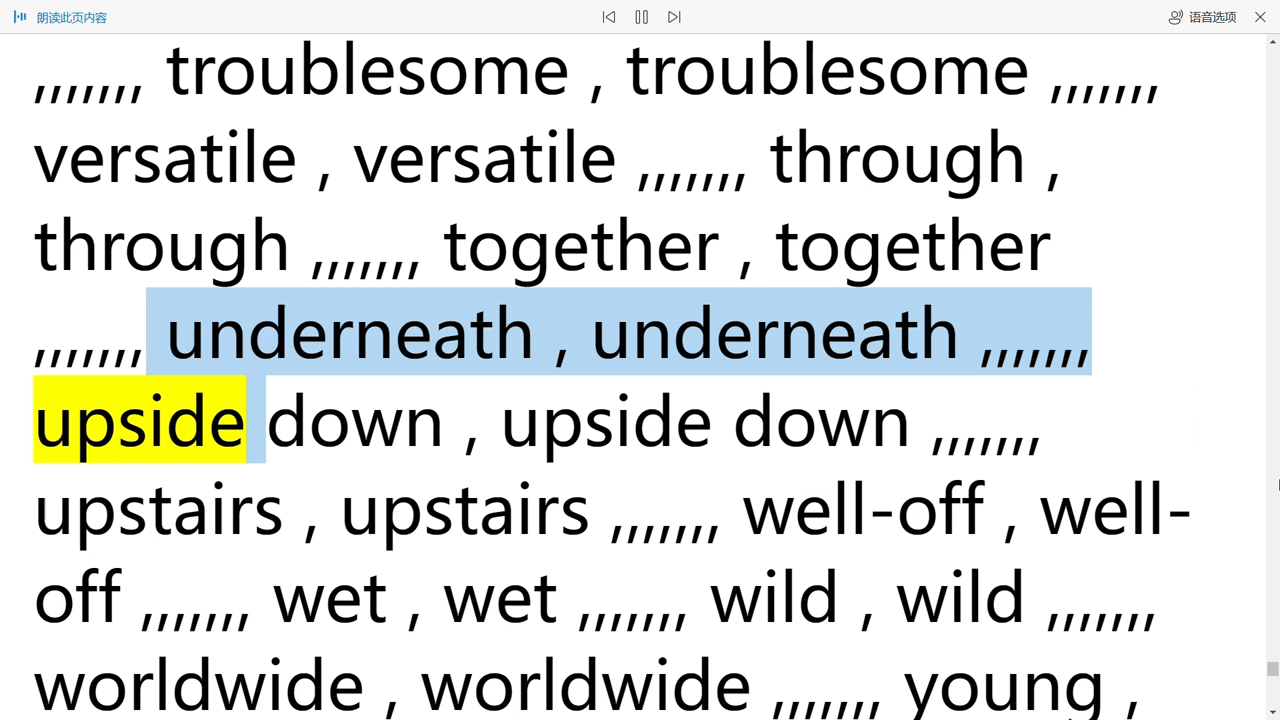 朗读此页内容
语音选项
,,,,,,, troublesome , troublesome ,,,,,,,
versatile , versatile ,,,,,,, through ,
through ,,,,,,, together , together
,,,,,,, underneath , underneath ,,,,,,,
upside down , upside down ,,,,,,,
upstairs , upstairs ,,,,,,, well-off , well-
off ,,,,,,, wet , wet ,,,,,,, wild , wild ,,,,,,,
worldwide , worldwide ,,,,,,, young ,